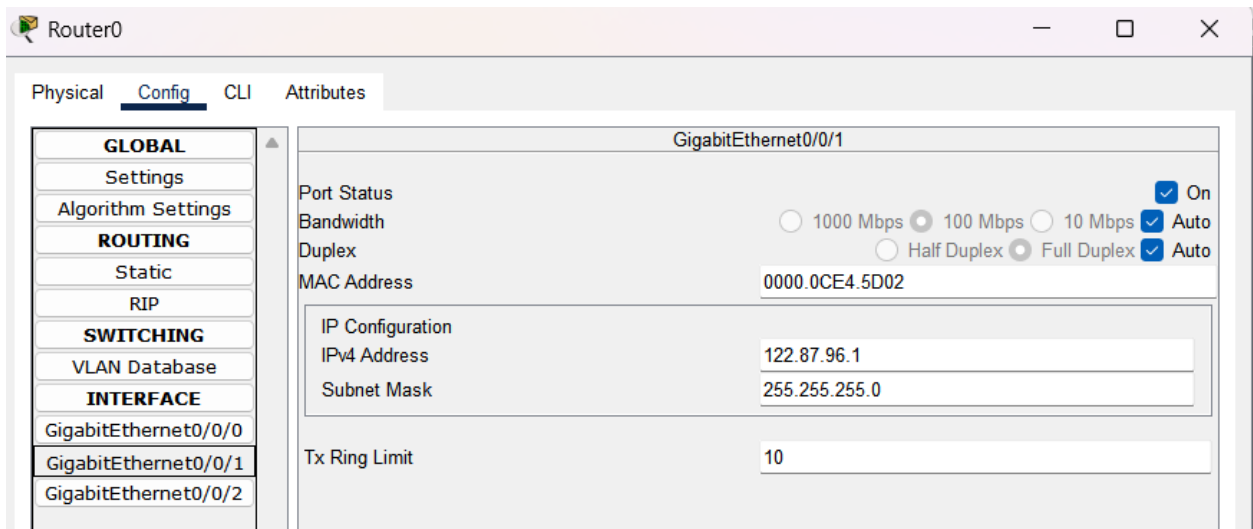 Router0
Physical Config CLI Attributes
GLOBAL
Settings
Algorithm Settings
ROUTING
Static
RIP
SWITCHING
VLAN Database
INTERFACE
GigabitEthernet0/0/0
GigabitEthernet0/0/1
GigabitEthernet0/0/2
GigabitEthernet0/0/1
Port Status On
Bandwidth 1000 Mbps 100 Mbps 10 Mbps Auto
Duplex Half Duplex Full Duplex Auto
MAC Address 0000.0CE4.5D02
IP Configuration
IPv4 Address 122.87.96.1
Subnet Mask 255.255.255.0
Tx Ring Limit 10